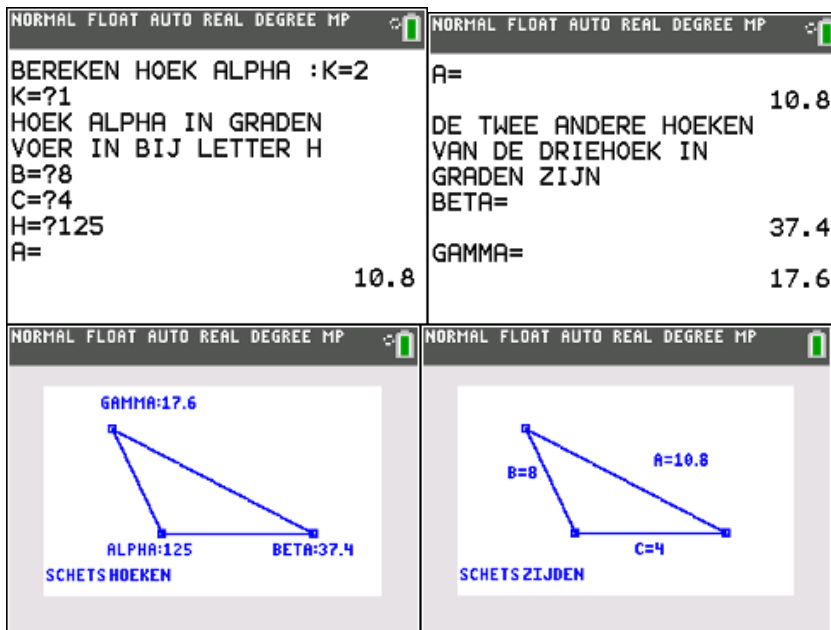 NORMAL FLOAT AUTO REAL DEGREE MP
BEREKEN HOEK ALPHA :K=2
K=?1
HOEK ALPHA IN GRADEN
VOER IN BIJ LETTER H
B=?8
C=?4
H=?125
A=
10.8
NORMAL FLOAT AUTO REAL DEGREE MP
A=
10.8
DE TWEE ANDERE HOEKEN
VAN DE DRIEHOEK IN
GRADEN ZIJN
BETA=
37.4
GAMMA=
17.6
NORMAL FLOAT AUTO REAL DEGREE MP
GAMMA:17.6
ALPHA:125
BETA:37.4
SCHETS HOEKEN
NORMAL FLOAT AUTO REAL DEGREE MP
A=10.8
B=8
C=4
SCHETS ZIJDEN